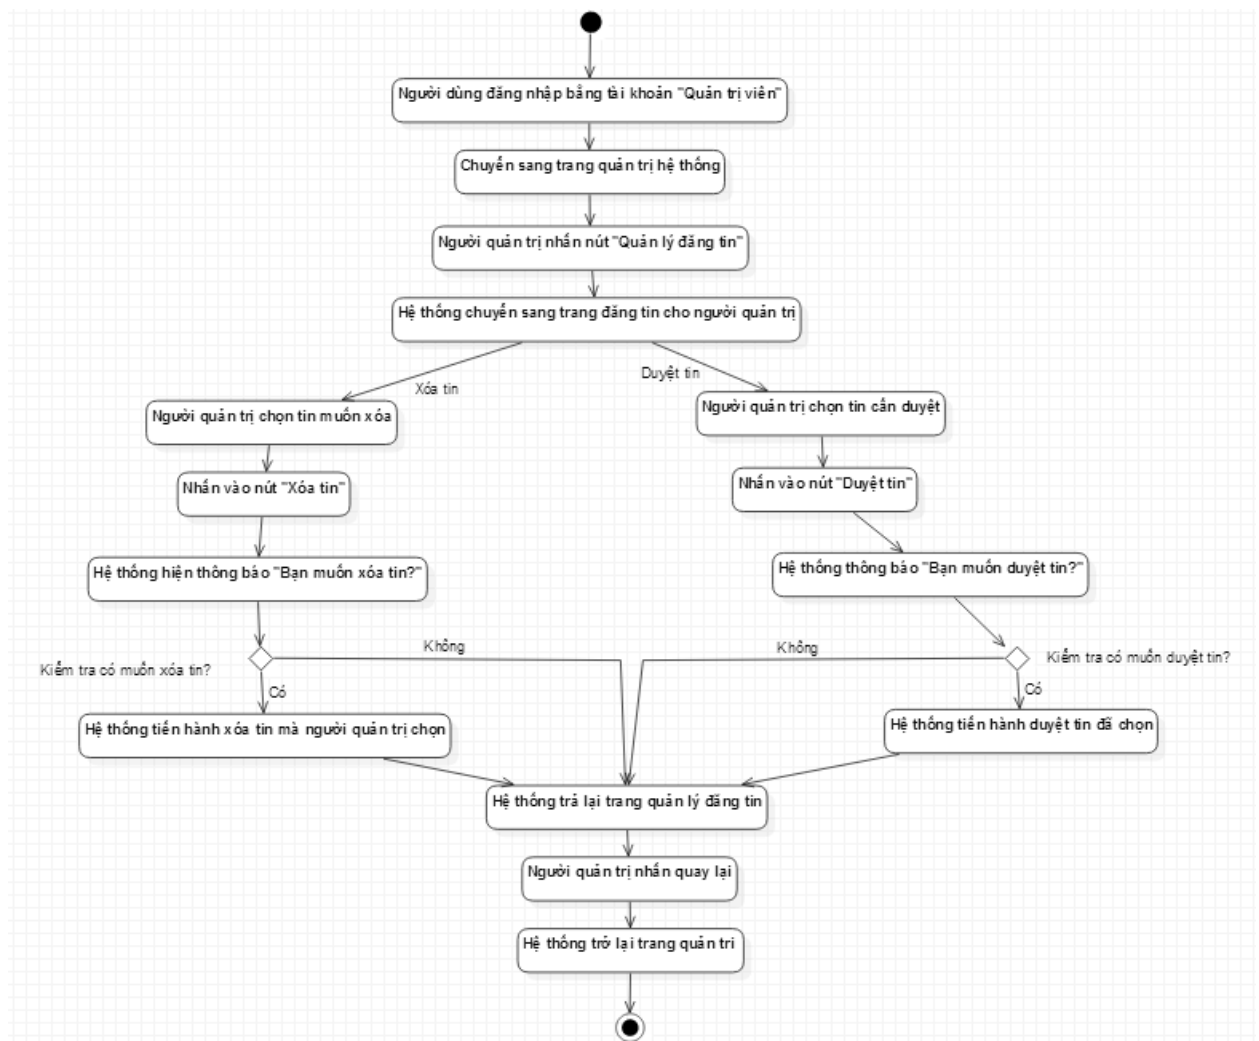 Người dùng đăng nhập bằng tài khoản "Quản trị viên"
Chuyển sang trang quản trị hệ thống
Người quản trị nhấn nút "Quản lý đăng tin"
Hệ thống chuyển sang trang đăng tin cho người quản trị
Xóa tin
Duyệt tin
Người quản trị chọn tin muốn xóa
Người quản trị chọn tin cần duyệt
Nhấn vào nút "Xóa tin"
Nhấn vào nút "Duyệt tin"
Hệ thống hiện thông báo "Bạn muốn xóa tin?"
Hệ thống thông báo "Bạn muốn duyệt tin?"
Kiểm tra có muốn xóa tin?
Không
Không
Kiểm tra có muốn duyệt tin?
Có
Có
Hệ thống tiến hành xóa tin mà người quản trị chọn
Hệ thống tiến hành duyệt tin đã chọn
Hệ thống trả lại trang quản lý đăng tin
Người quản trị nhấn quay lại
Hệ thống trở lại trang quản tri